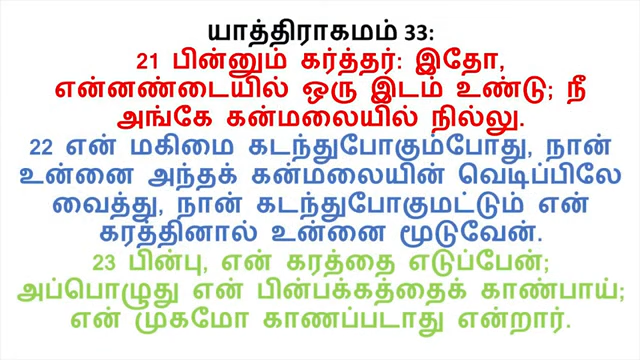 யாத்திராகமம் 33:
21 பின்னும் கர்த்தர்: இதோ,
என்னண்டையில் ஒரு இடம் உண்டு; நீ
அங்கே கன்மலையில் நில்லு.
22 என் மகிமை கடந்துபோகும்போது, நான்
உன்னை அந்தக் கன்மலையின் வெடிப்பிலே
வைத்து, நான் கடந்துபோகுமட்டும் என்
கரத்தினால் உன்னை மூடுவேன்.
23 பின்பு, என் கரத்தை எடுப்பேன்;
அப்பொழுது என் பின்பக்கத்தைக் காண்பாய்;
என் முகமோ காணப்படாது என்றார்.